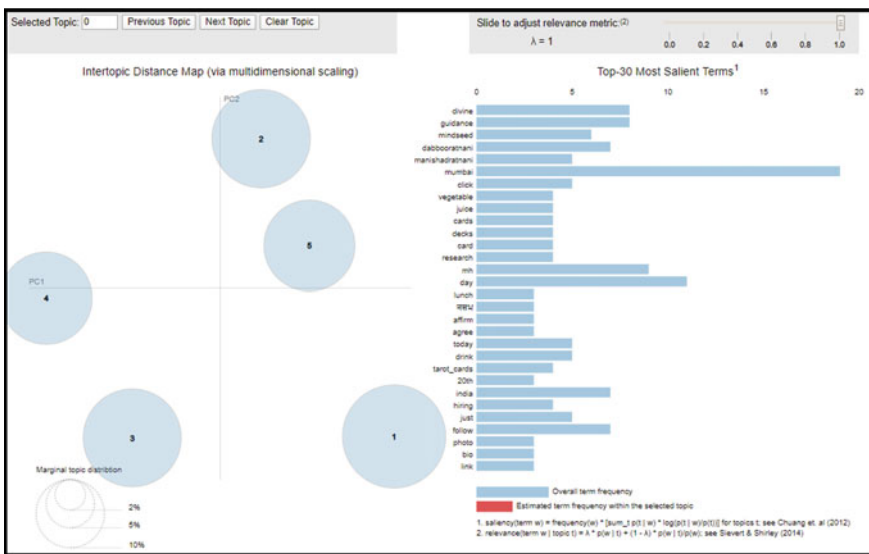 Selected Topic: 0 Previous Topic Next Topic Clear Topic
Slide to adjust relevance metric:(2)
λ = 1
0.0 0.2 0.4 0.6 0.8 1.0
Intertopic Distance Map (via multidimensional scaling)
PC2
PC1
2
5
4
3
1
Marginal topic distribtion
2%
5%
10%
Top-30 Most Salient Terms1
0 5 10 15 20
divine
guidance
mindseed
dabbooratnani
manishadratnani
mumbai
click
vegetable
juice
cards
decks
card
research
mh
day
lunch
affirm
agree
today
drink
tarot_cards
20th
india
hiring
just
follow
photo
bio
link
Overall term frequency
Estimated term frequency within the selected topic
1. saliency(term w) = frequency(w) * [sum_t p(t | w) * log(p(t | w)/p(t))] for topics t; see Chuang et. al (2012)
2. relevance(term w | topic t) = λ * p(w | t) + (1 - λ) * p(w | t)/p(w); see Sievert & Shirley (2014)